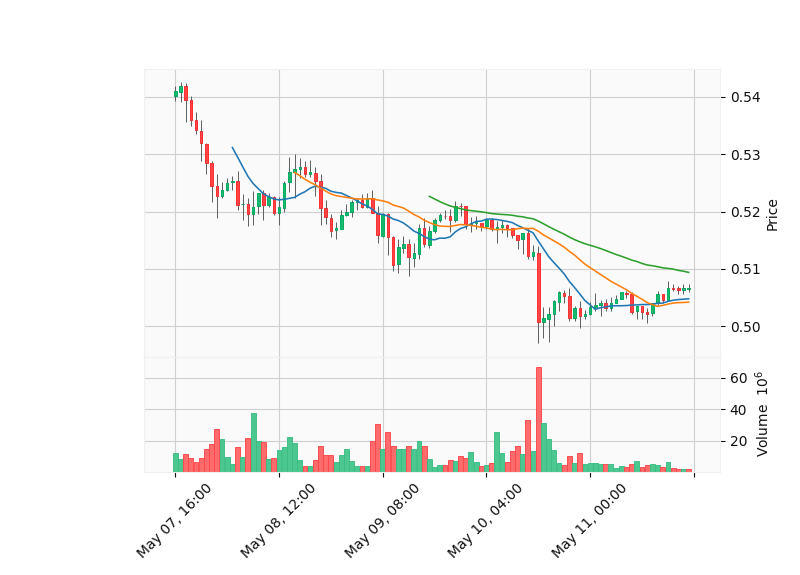 0.54
0.53
0.52
0.51
0.50
Price
60
40
20
Volume 10^6
May 07, 16:00
May 08, 12:00
May 09, 08:00
May 10, 04:00
May 11, 00:00